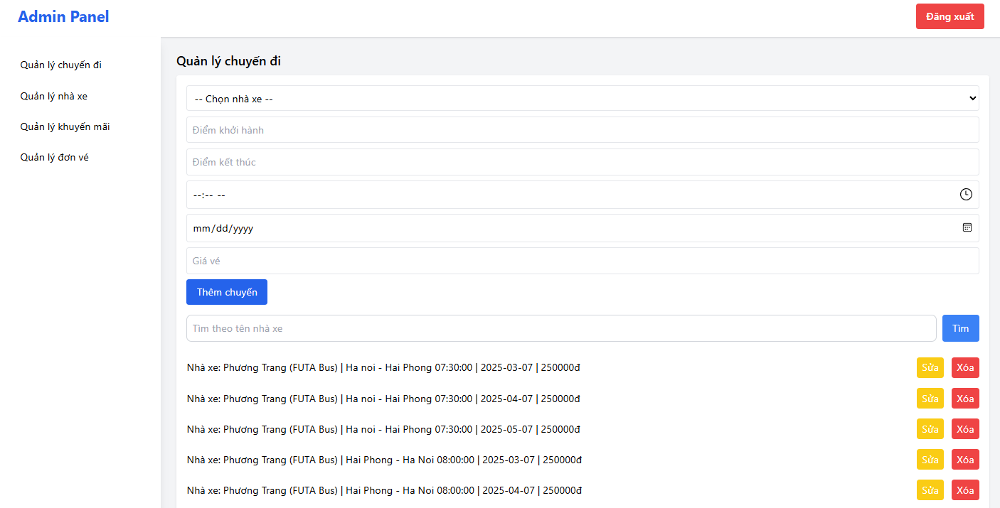 Admin Panel
Đăng xuất
Quản lý chuyến đi
Quản lý nhà xe
Quản lý khuyến mãi
Quản lý đơn vé
Quản lý chuyến đi
-- Chọn nhà xe --
Điểm khởi hành
Điểm kết thúc
--:-- --
mm/dd/yyyy
Giá vé
Thêm chuyến
Tìm theo tên nhà xe
Tìm
Nhà xe: Phương Trang (FUTA Bus) | Ha noi - Hai Phong 07:30:00 | 2025-03-07 | 250000đ
Sửa
Xóa
Nhà xe: Phương Trang (FUTA Bus) | Ha noi - Hai Phong 07:30:00 | 2025-04-07 | 250000đ
Sửa
Xóa
Nhà xe: Phương Trang (FUTA Bus) | Ha noi - Hai Phong 07:30:00 | 2025-05-07 | 250000đ
Sửa
Xóa
Nhà xe: Phương Trang (FUTA Bus) | Hai Phong - Ha Noi 08:00:00 | 2025-03-07 | 250000đ
Sửa
Xóa
Nhà xe: Phương Trang (FUTA Bus) | Hai Phong - Ha Noi 08:00:00 | 2025-04-07 | 250000đ
Sửa
Xóa